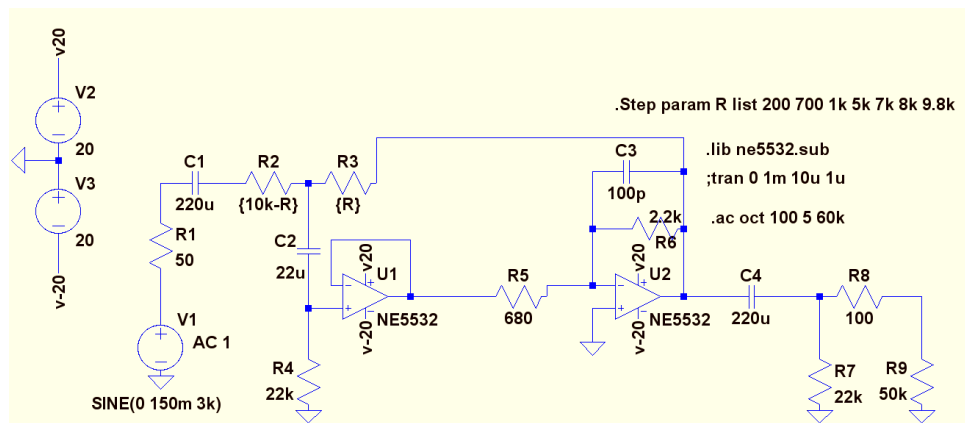 v20
V2
20
V3
20
v-20
C1
220u
R1
50
V1
AC 1
SINE(0 150m 3k)
R2
{10k-R}
R3
{R}
C2
22u
R4
22k
U1
v20
v-20
NE5532
R5
680
C3
100p
2.2k
R6
U2
v20
v-20
NE5532
C4
220u
R8
100
R7
22k
R9
50k
.Step param R list 200 700 1k 5k 7k 8k 9.8k
.lib ne5532.sub
;tran 0 1m 10u 1u
.ac oct 100 5 60k